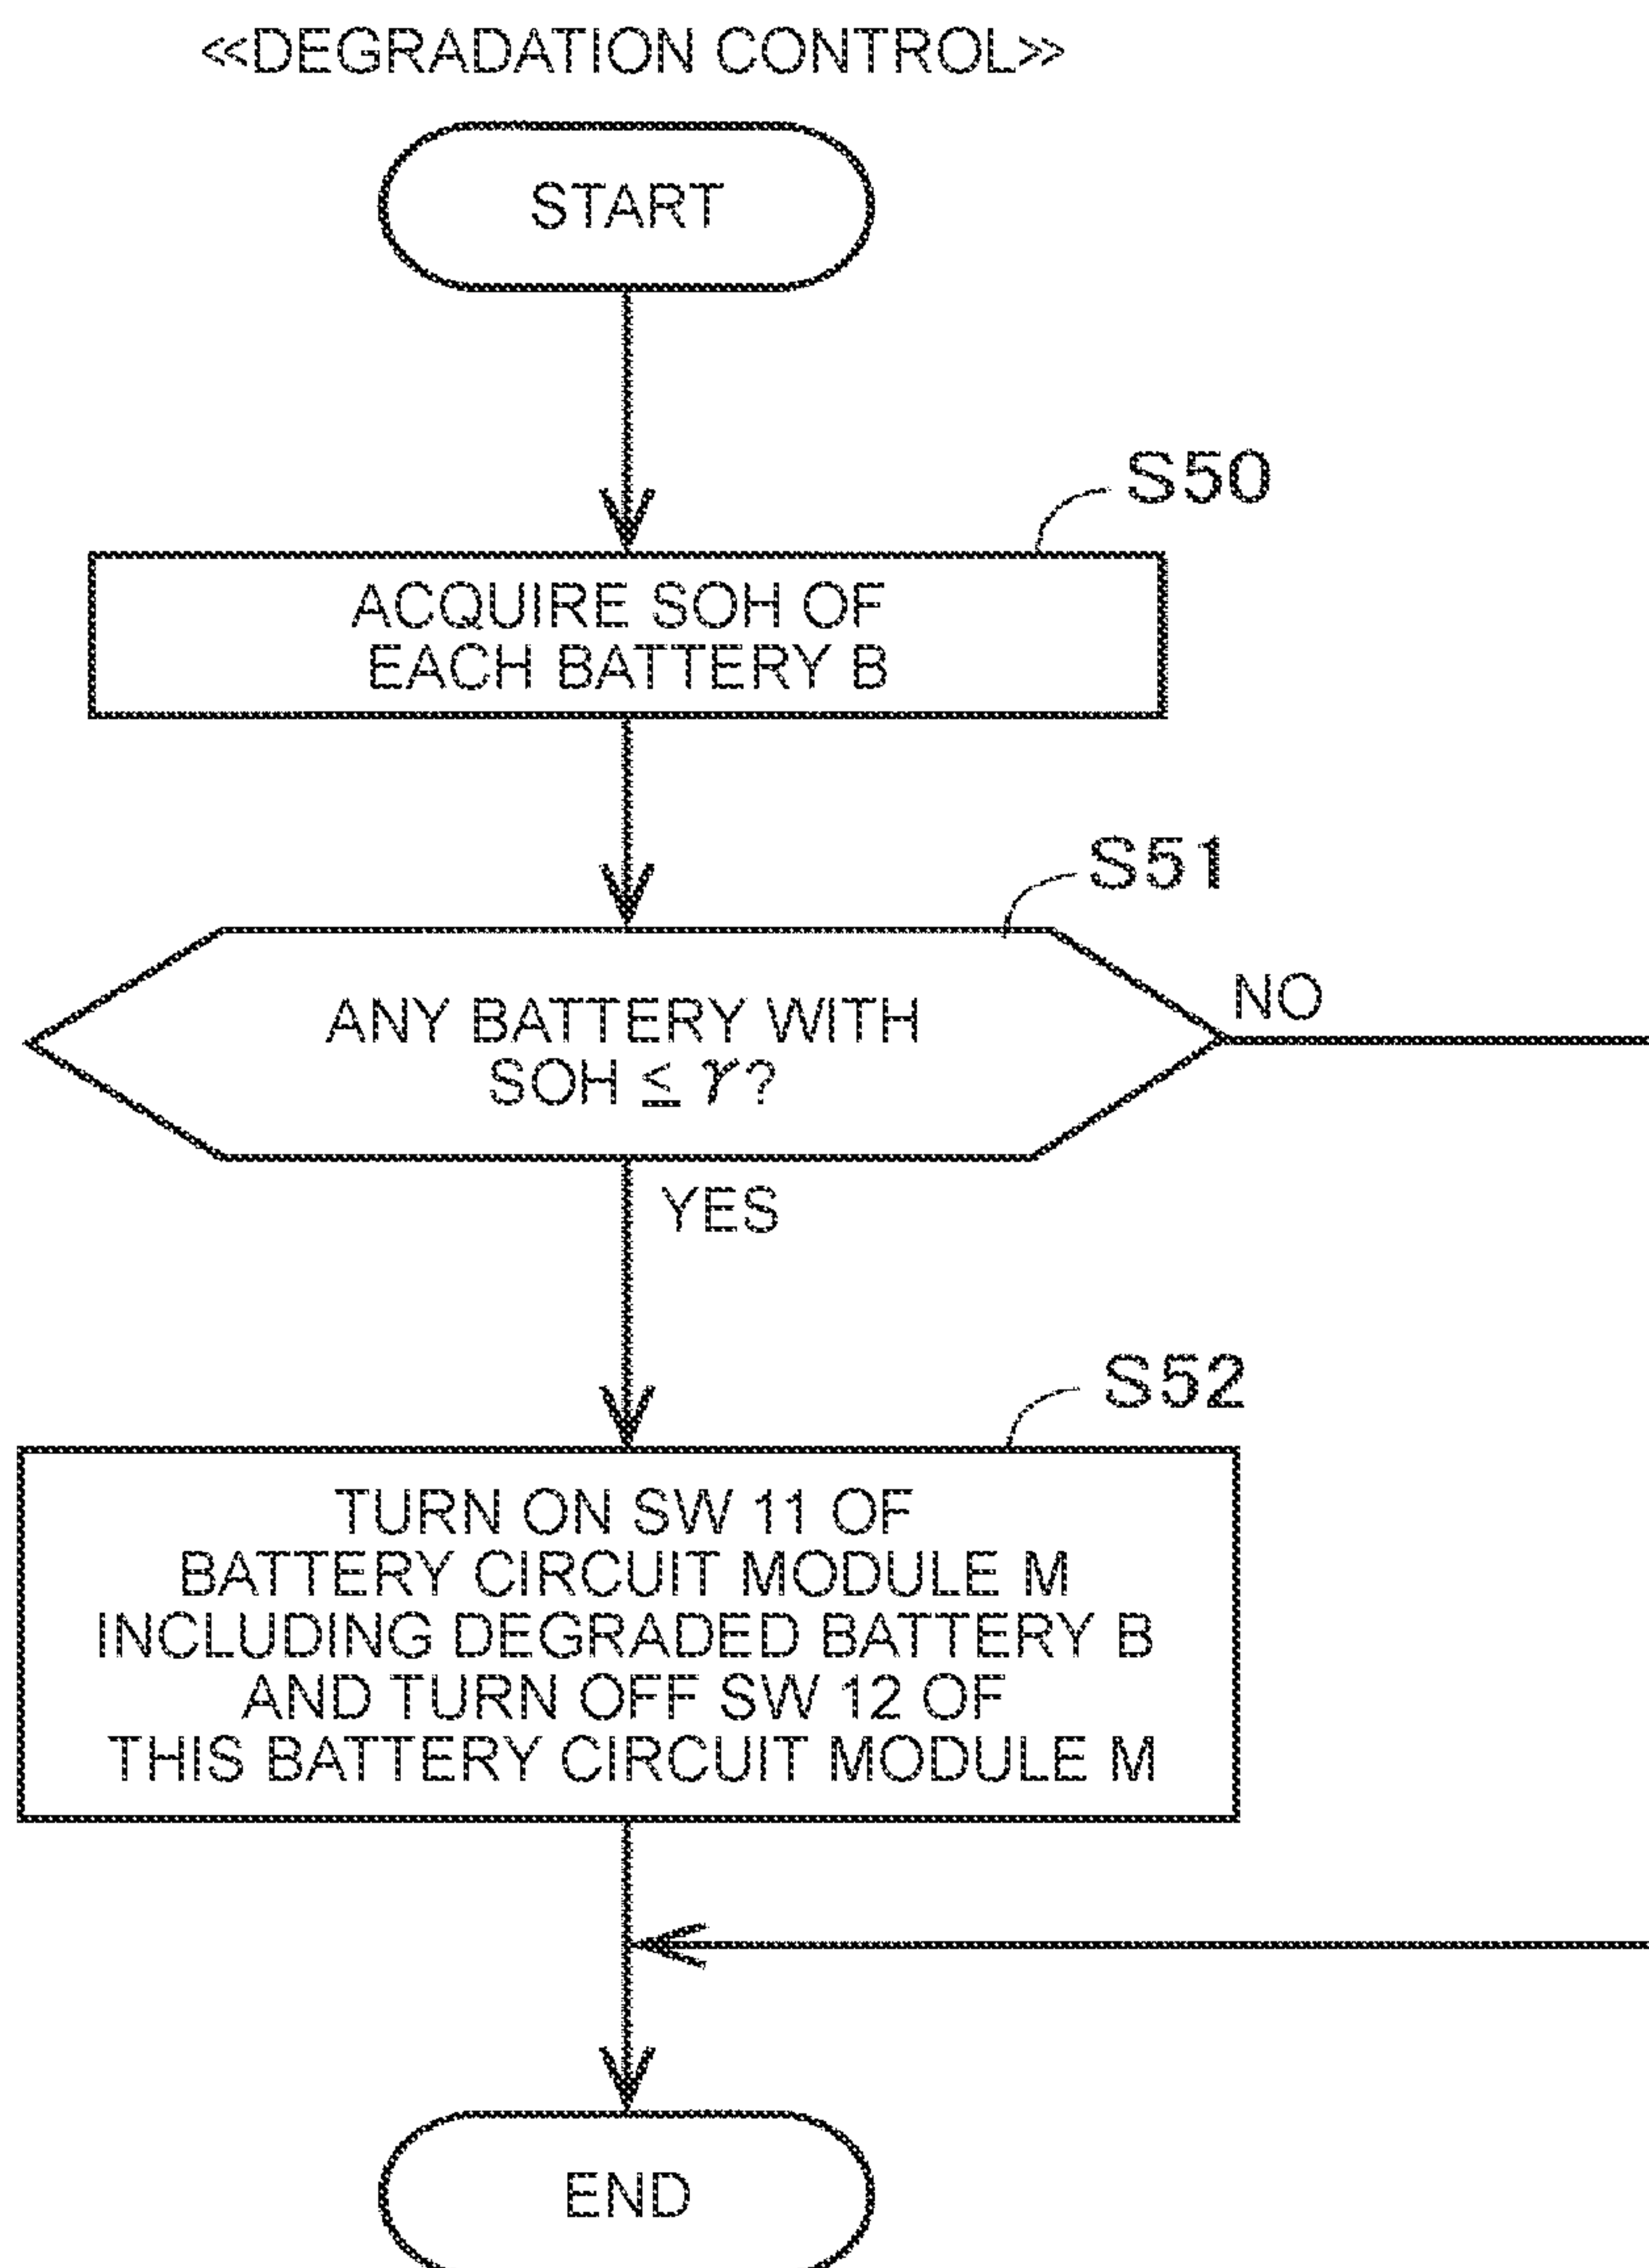 <<DEGRADATION CONTROL>>
START
S50
ACQUIRE SOH OF
EACH BATTERY B
S51
ANY BATTERY WITH
SOH ≤ γ?
NO
YES
S52
TURN ON SW 11 OF
BATTERY CIRCUIT MODULE M
INCLUDING DEGRADED BATTERY B
AND TURN OFF SW 12 OF
THIS BATTERY CIRCUIT MODULE M
END